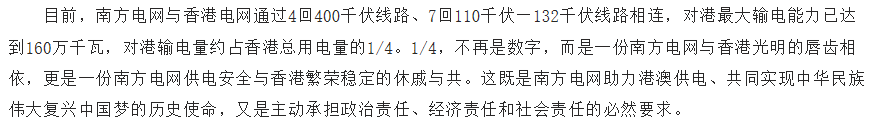 目前，南方电网与香港电网通过4回400千伏线路、7回110千伏－132千伏线路相连，对港最大输电能力已达
到160万千瓦，对港输电量约占香港总用电量的1/4。1/4，不再是数字，而是一份南方电网与香港光明的唇齿相
依，更是一份南方电网供电安全与香港繁荣稳定的休戚与共。这既是南方电网助力港澳供电、共同实现中华民族
伟大复兴中国梦的历史使命，又是主动承担政治责任、经济责任和社会责任的必然要求。